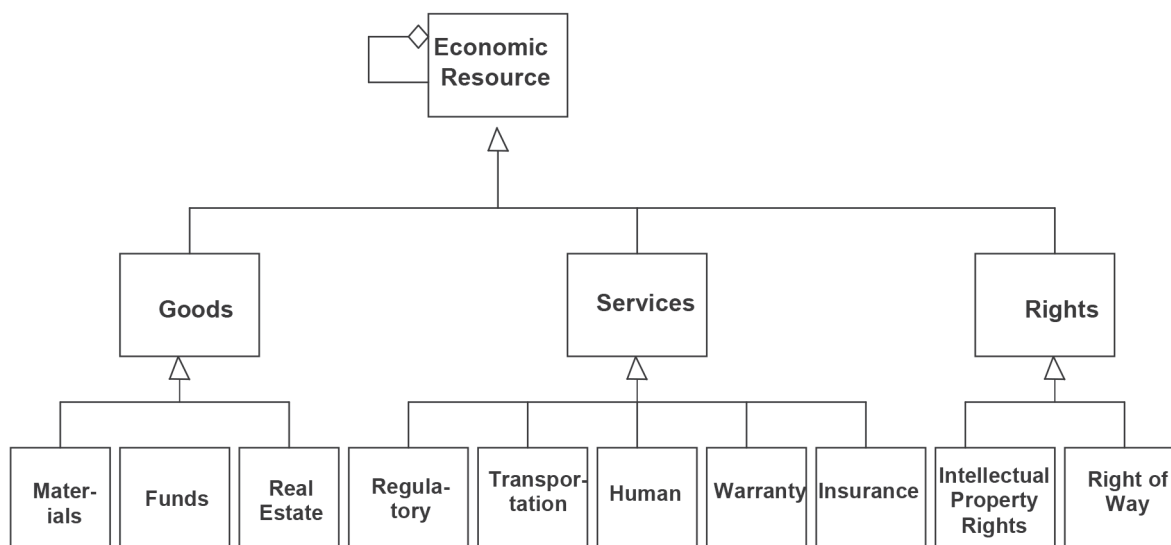 Economic
Resource
Goods
Services
Rights
Mater-
ials
Funds
Real
Estate
Regula-
tory
Transpor-
tation
Human
Warranty
Insurance
Intellectual
Property
Rights
Right of
Way